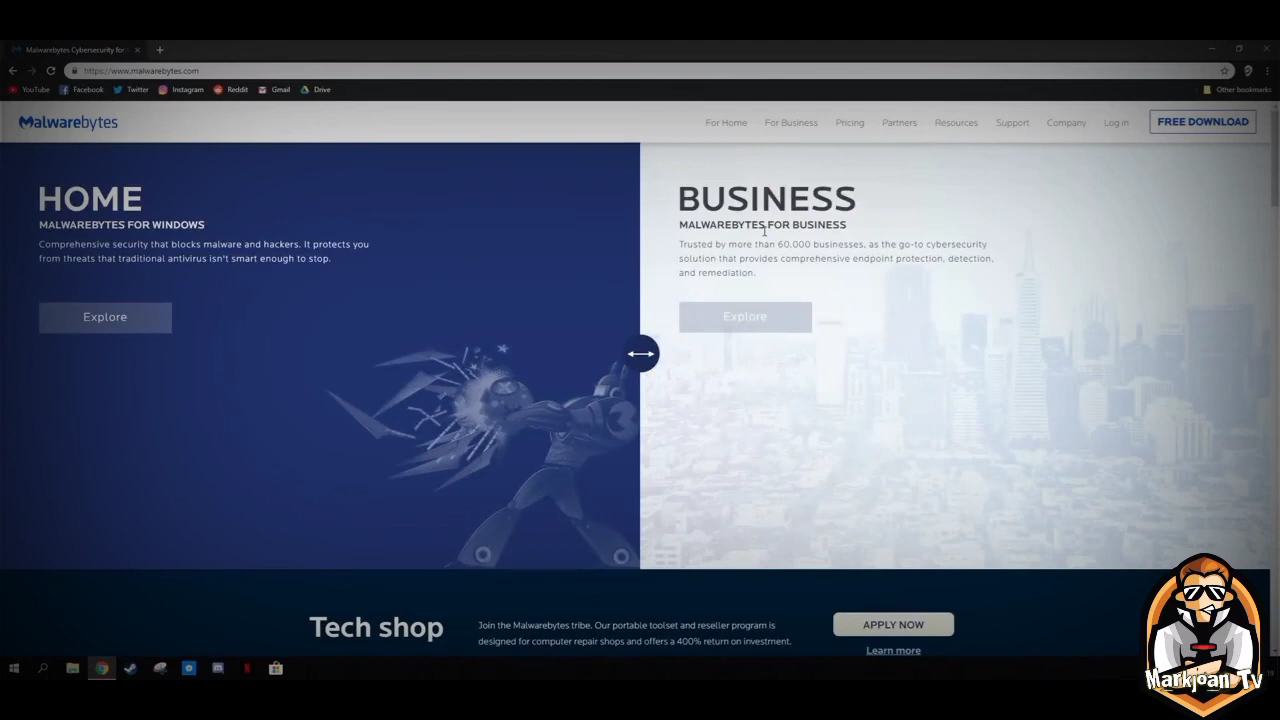 Malwarebytes Cybersecurity for
https://www.malwarebytes.com
YouTube Facebook Twitter Instagram Reddit Gmail Drive Other bookmarks
Malwarebytes
For Home For Business Pricing Partners Resources Support Company Log in FREE DOWNLOAD
HOME
MALWAREBYTES FOR WINDOWS
Comprehensive security that blocks malware and hackers. It protects you
from threats that traditional antivirus isn't smart enough to stop.
Explore
BUSINESS
MALWAREBYTES FOR BUSINESS
Trusted by more than 60,000 businesses, as the go-to cybersecurity
solution that provides comprehensive endpoint protection, detection,
and remediation.
Explore
Tech shop
Join the Malwarebytes tribe. Our portable toolset and reseller program is
designed for computer repair shops and offers a 400% return on investment.
APPLY NOW
Learn more
Markjoan Tv